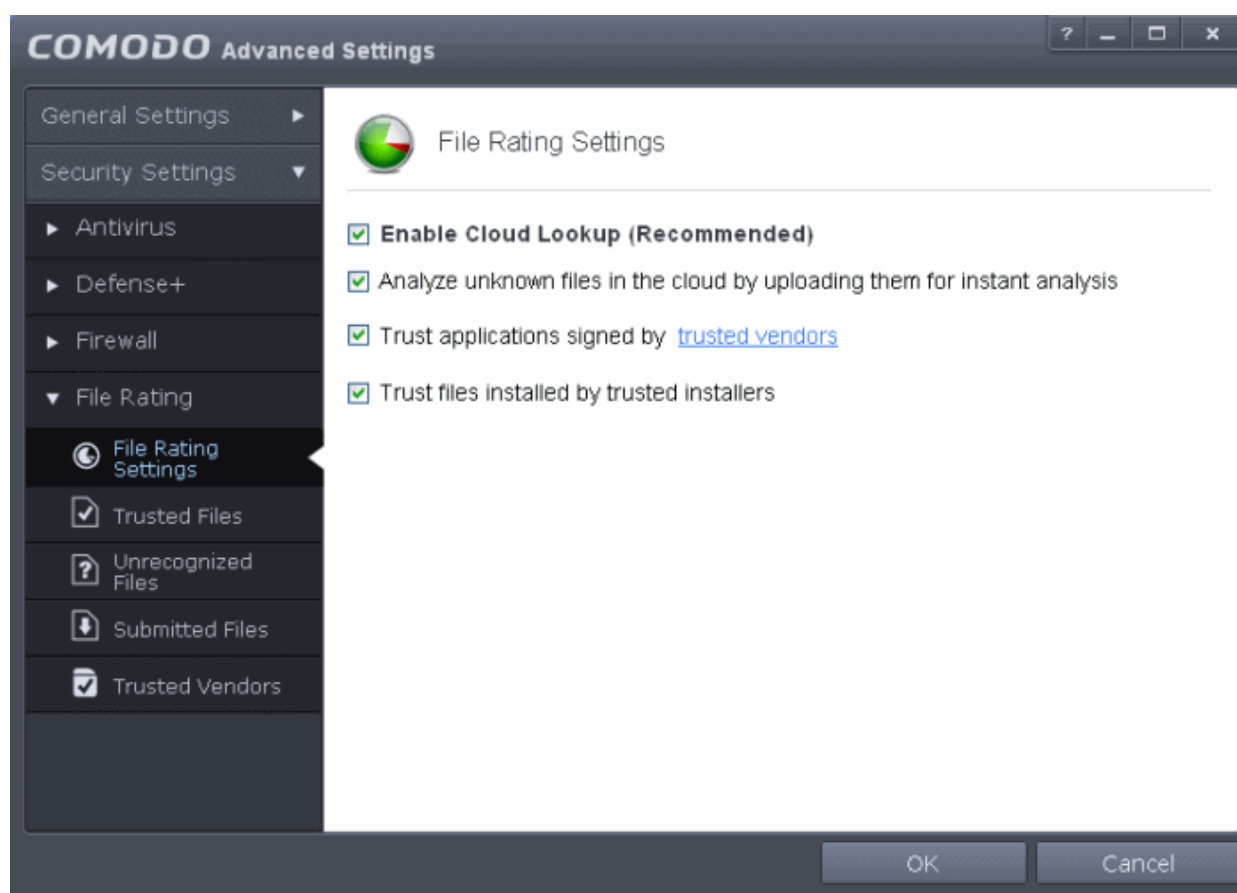 COMODO Advanced Settings
?
General Settings
Security Settings
Antivirus
Defense+
Firewall
File Rating
File Rating
Settings
Trusted Files
Unrecognized
Files
Submitted Files
Trusted Vendors
File Rating Settings
Enable Cloud Lookup (Recommended)
Analyze unknown files in the cloud by uploading them for instant analysis
Trust applications signed by trusted vendors
Trust files installed by trusted installers
OK
Cancel